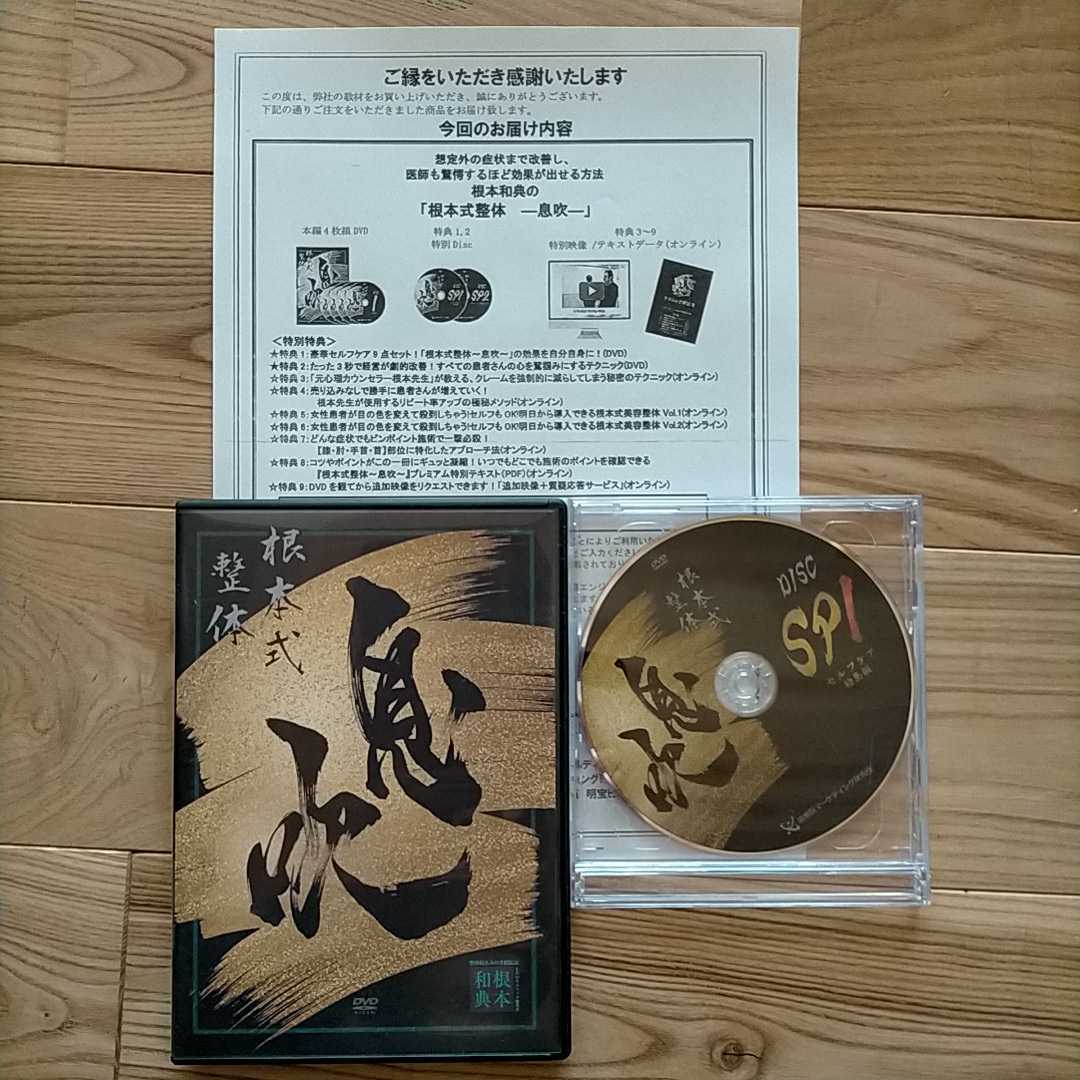 ご縁をいただき感謝いたします
この度は、弊社の教材をお買い上げいただき、誠にありがとうございます。
下記の通りご注文をいただきました商品をお届け致します。
今回のお届け内容
想定外の症状まで改善し、
医師も驚愕するほど効果が出せる方法
根本和典の
「根本式整体 ―息吹―」
本編4枚組DVD
特典1,2
特別Disc
特典3~9
特別映像 /テキストデータ(オンライン)
SP1
SP2
<特別特典>
★特典1:豪華セルフケア9点セット!「根本式整体~息吹~」の効果を自分自身に!(DVD)
★特典2:たった3秒で経営が劇的改善!すべての患者さんの心を鷲掴みにするテクニック(DVD)
☆特典3:「元心理カウンセラー根本先生」が教える、クレームを強制的に減らしてしまう秘密のテクニック(オンライン)
☆特典4:売り込みなしで勝手に患者さんが増えていく!
根本先生が使用するリピート率アップの極秘メソッド(オンライン)
☆特典5:女性患者が目の色を変えて殺到しちゃう!セルフもOK!明日から導入できる根本式美容整体 Vol.1(オンライン)
☆特典6:女性患者が目の色を変えて殺到しちゃう!セルフもOK!明日から導入できる根本式美容整体 Vol.2(オンライン)
☆特典7:どんな症状でもピンポイント施術で一撃必殺!
【膝・肘・手首・首】部位に特化したアプローチ法(オンライン)
☆特典8:コツやポイントがこの一冊にギュッと凝縮!いつでもどこでも施術のポイントを確認できる
『根本式整体~息吹~』プレミアム特別テキスト(PDF)(オンライン)
☆特典9:DVDを観てから追加映像をリクエストできます!「追加映像+質疑応答サービス」(オンライン)
根本式
整体
息吹
根本
和典
DVD
DVD
根本式
整体
息吹
DISC
SP1
セルフケア